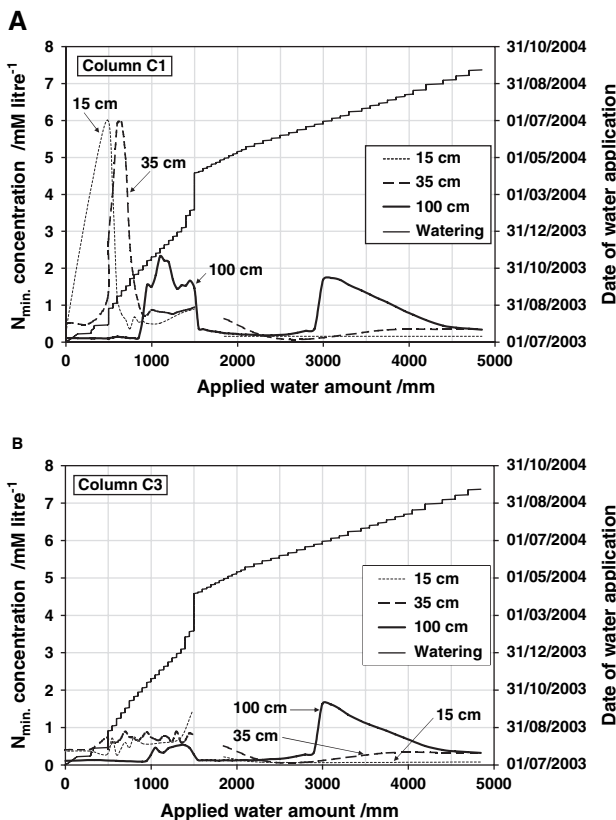 A
Column C1
8
7
6
5
4
3
2
1
0
N min. concentration /mM litre-1
15 cm
35 cm
100 cm
15 cm
35 cm
100 cm
Watering
31/10/2004
31/08/2004
01/07/2004
01/05/2004
01/03/2004
31/12/2003
31/10/2003
31/08/2003
01/07/2003
Date of water application
0 1000 2000 3000 4000 5000
Applied water amount /mm
B
Column C3
8
7
6
5
4
3
2
1
0
N min. concentration /mM litre-1
15 cm
35 cm
100 cm
Watering
100 cm
35 cm
15 cm
31/10/2004
31/08/2004
01/07/2004
01/05/2004
01/03/2004
31/12/2003
31/10/2003
31/08/2003
01/07/2003
Date of water application
0 1000 2000 3000 4000 5000
Applied water amount /mm